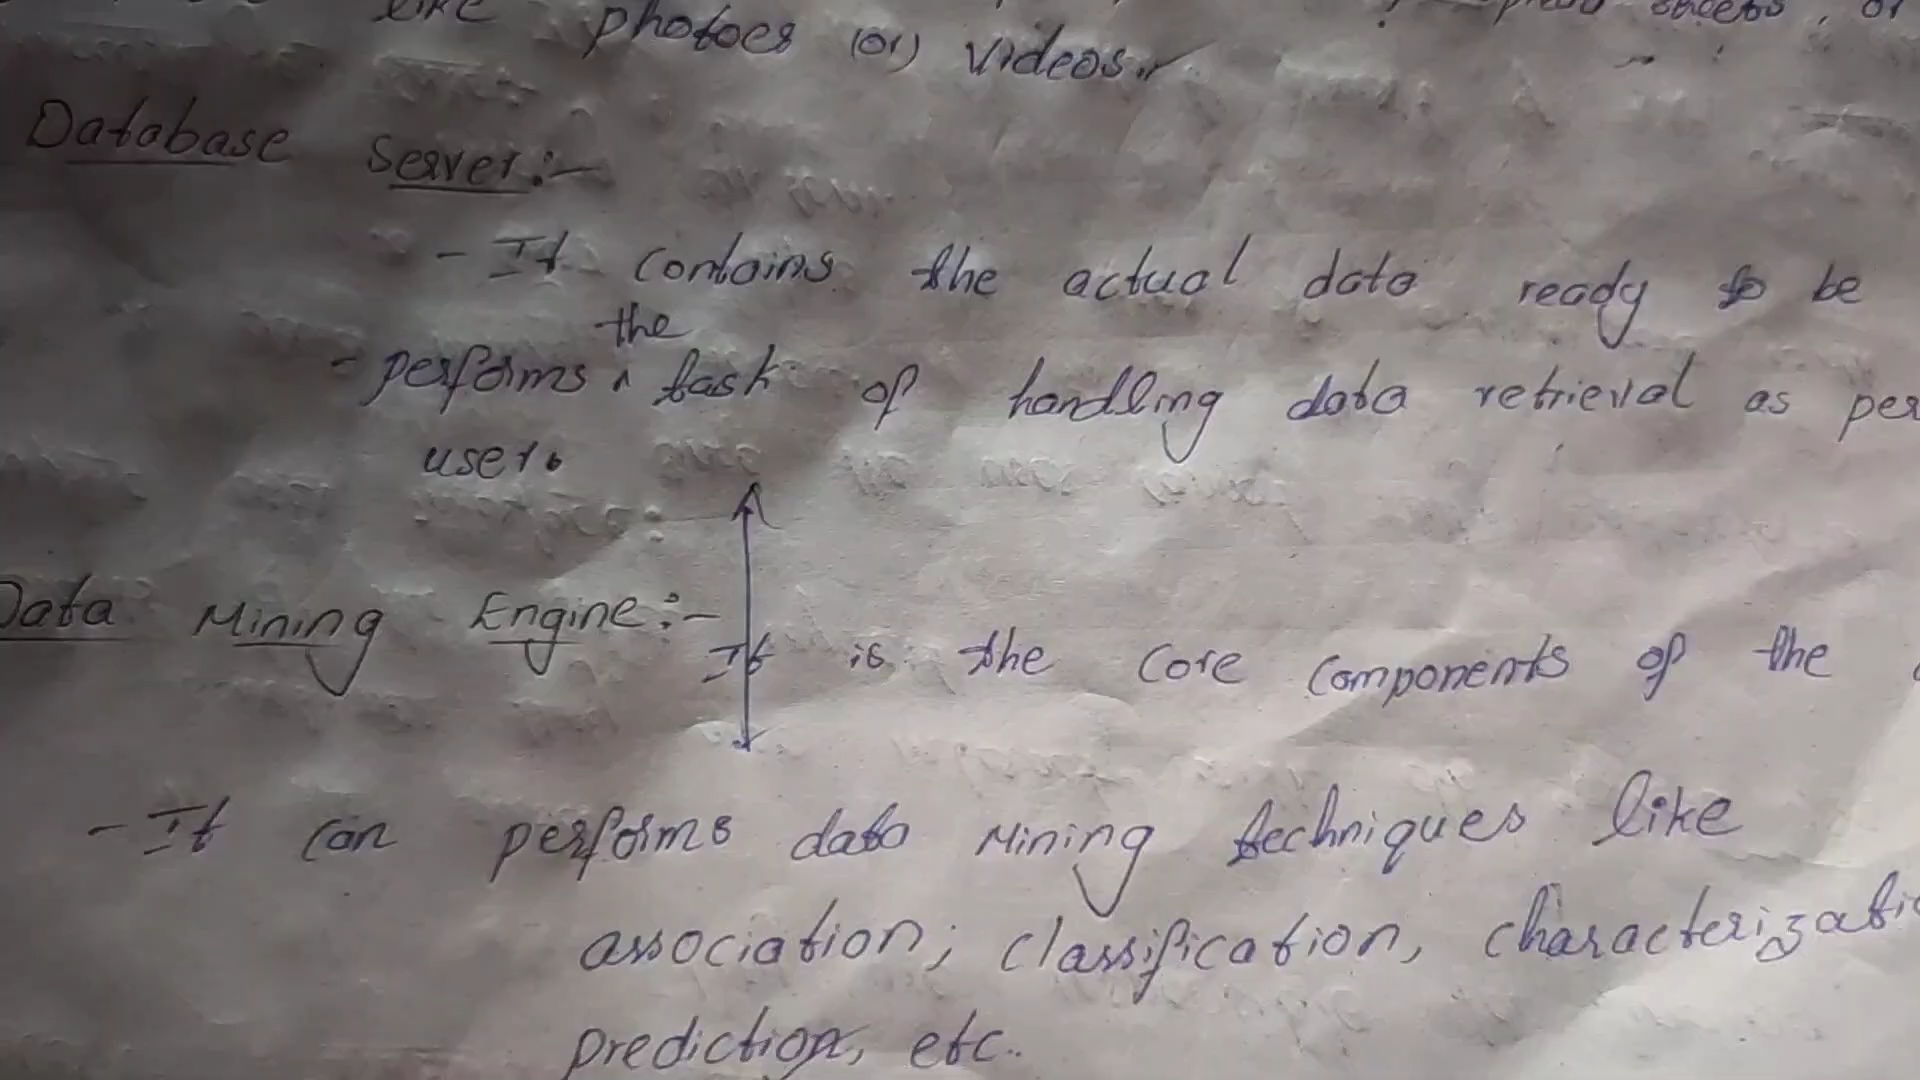 like photoes (or) videos.
sheets, or
Database Server:-
- It contains the actual data ready to be
the
- performs ^ task of handling data retrieval as per
user.
Data Mining Engine:-
It is the core components of the
- It can performs data Mining techniques like
association; classification, characterizati
prediction, etc..